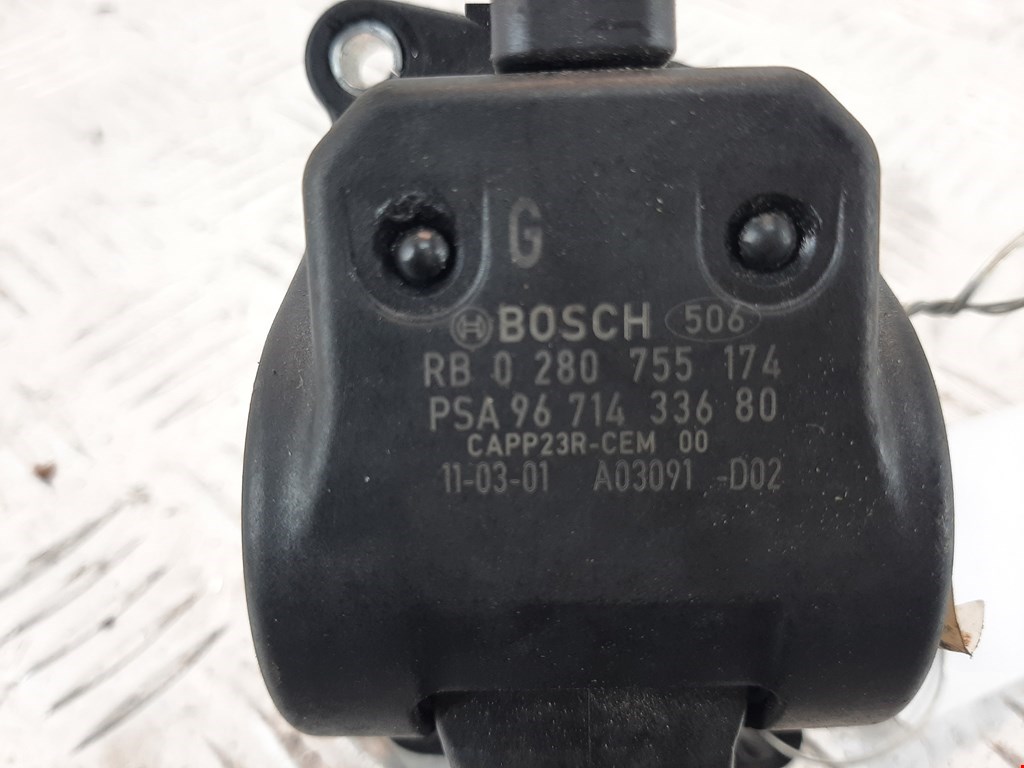 G
BOSCH 506
RB 0 280 755 174
PSA 96 714 336 80
CAPP23R-CEM 00
11-03-01 A03091 -D02